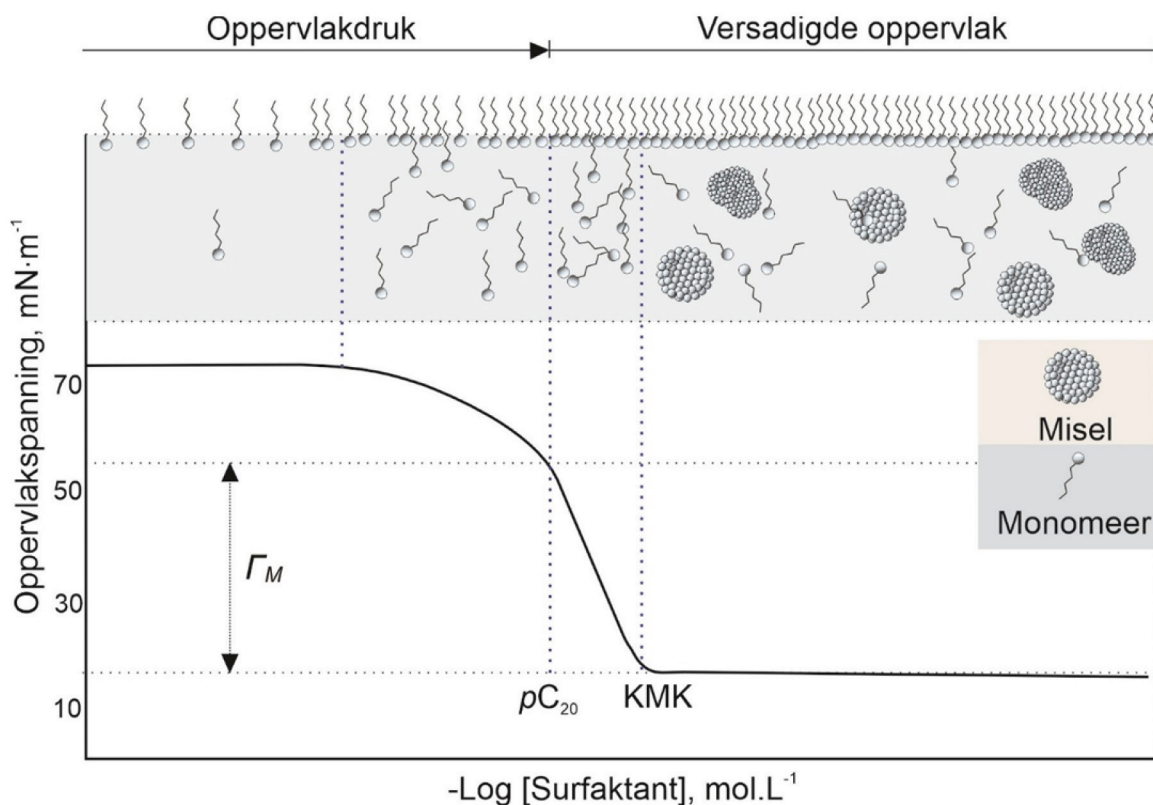 Oppervlakdruk
Versadigde oppervlak
Oppervlakspanning, mN·m⁻¹
70
50
30
10
Γ_M
pC₂₀
KMK
Misel
Monomeer
-Log [Surfaktant], mol.L⁻¹